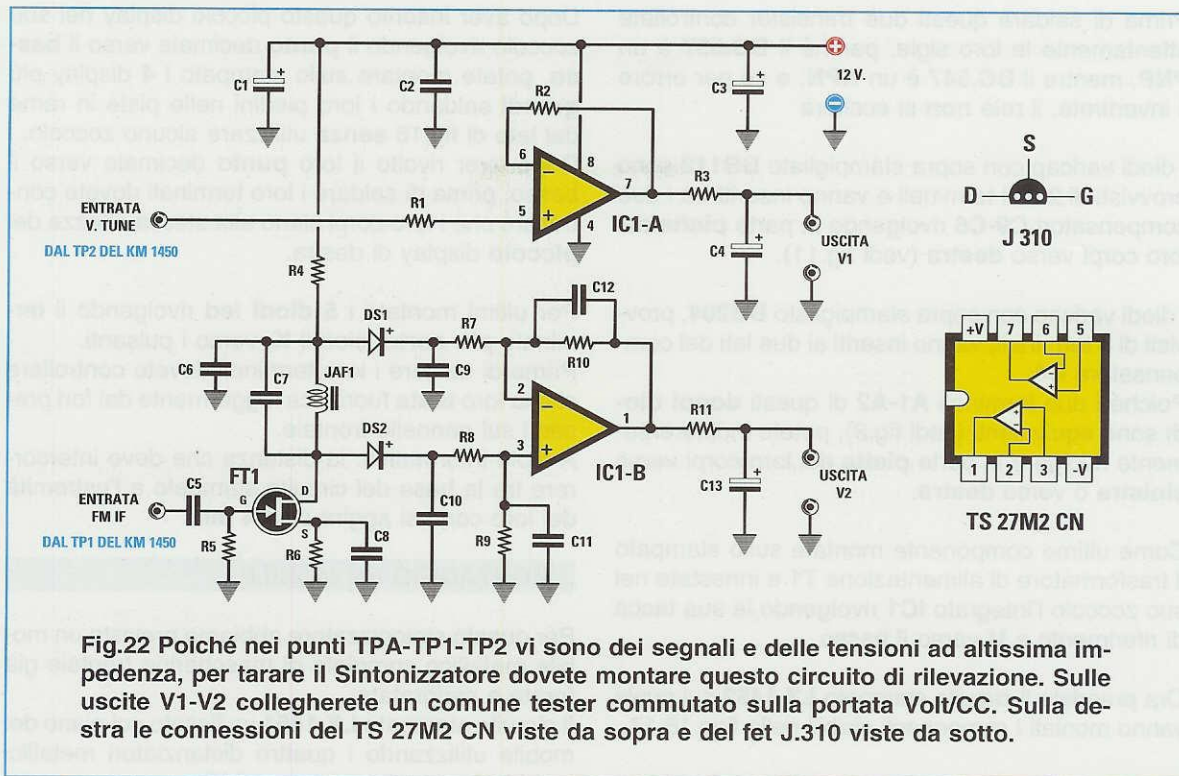 C1
C2
R2
C3
12 V.
S
D
G
J 310
6
8
7
5
4
IC1-A
R3
C4
USCITA
V1
ENTRATA
V. TUNE
R1
DAL TP2 DEL KM 1450
R4
C12
DS1
R7
R10
C6
C7
JAF1
C9
2
1
3
IC1-B
R11
DS2
R8
C13
USCITA
V2
+V 7 6 5
1 2 3 -V
TS 27M2 CN
ENTRATA
FM IF
C5
FT1
G
D
S
DAL TP1 DEL KM 1450
R5
R6
C8
C10
R9
C11
Fig.22 Poiché nei punti TPA-TP1-TP2 vi sono dei segnali e delle tensioni ad altissima im-
pedenza, per tarare il Sintonizzatore dovete montare questo circuito di rilevazione. Sulle
uscite V1-V2 collegherete un comune tester commutato sulla portata Volt/CC. Sulla de-
stra le connessioni del TS 27M2 CN viste da sopra e del fet J.310 viste da sotto.